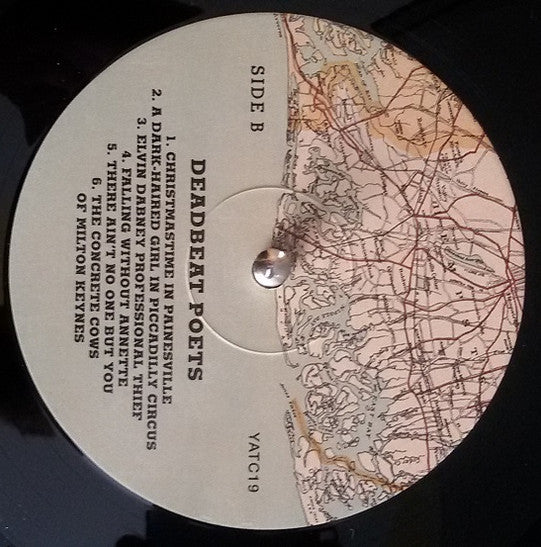 SIDE B
YATC19
DEADBEAT POETS
1. CHRISTMASTIME IN PAINESVILLE
2. A DARK-HAIRED GIRL IN PICCADILLY CIRCUS
3. ELVIN DABNEY PROFESSIONAL THIEF
4. FALLING WITHOUT ANNETTE
5. THERE AIN'T NO ONE BUT YOU
6. THE CONCRETE COWS
OF MILTON KEYNES